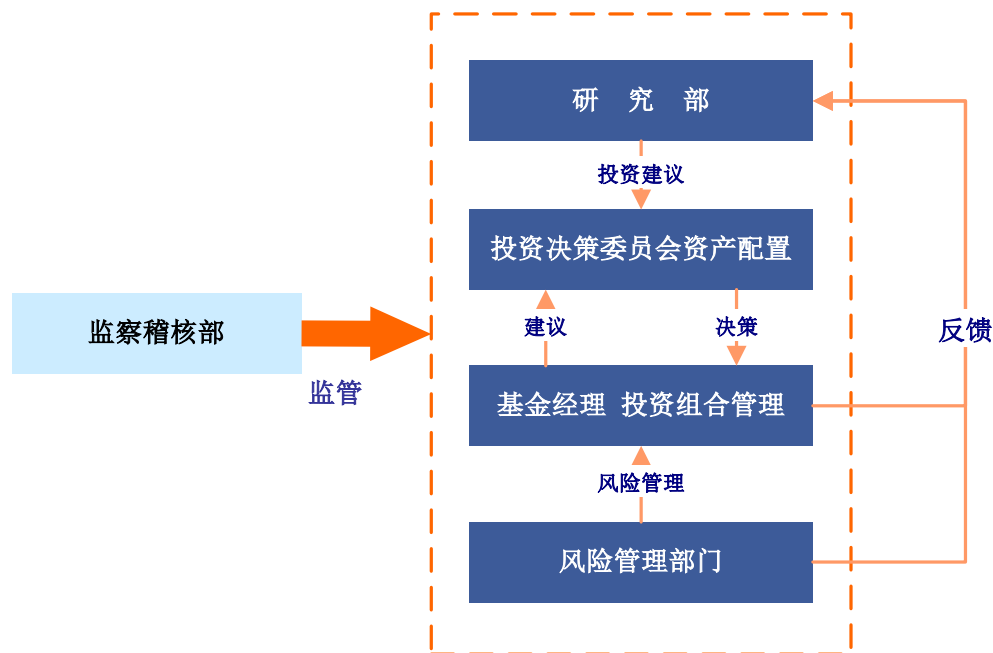 研 究 部
投资建议
投资决策委员会资产配置
建议
决策
监察稽核部
监管
反馈
基金经理 投资组合管理
风险管理
风险管理部门